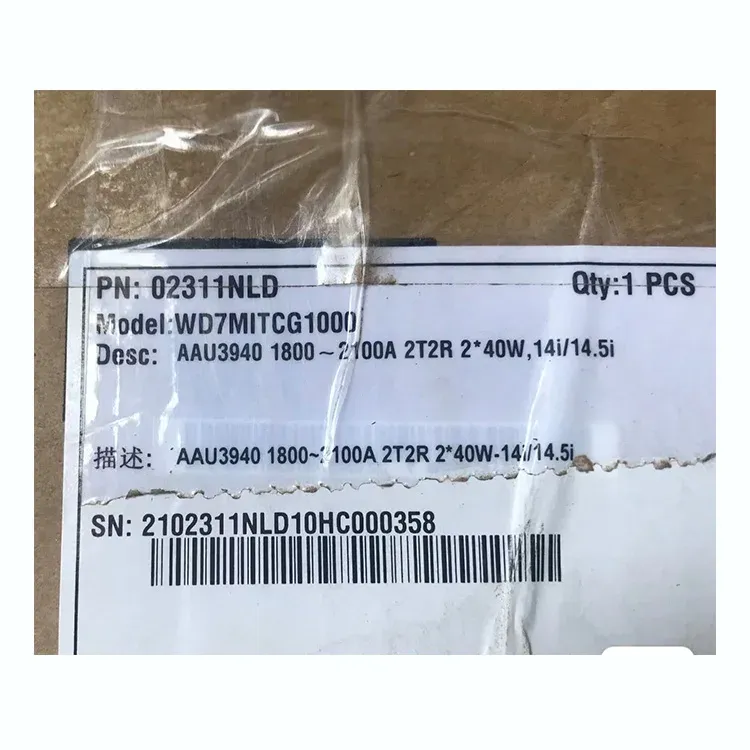 PN: 02311NLD Qty:1 PCS
Model:WD7MITCG1000
Desc: AAU3940 1800~2100A 2T2R 2*40W,14i/14.5i
描述: AAU3940 1800~2100A 2T2R 2*40W-14i/14.5i
SN: 2102311NLD10HC000358